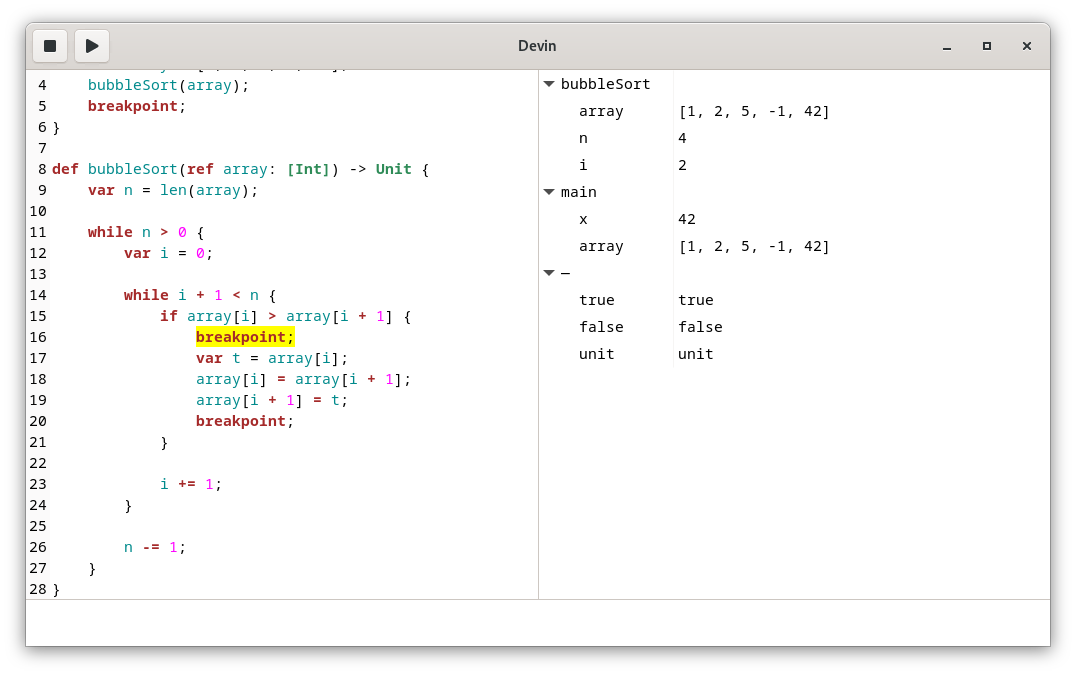 Devin
4 bubbleSort(array);
5 breakpoint;
6 }
7
8 def bubbleSort(ref array: [Int]) -> Unit {
9 var n = len(array);
10
11 while n > 0 {
12 var i = 0;
13
14 while i + 1 < n {
15 if array[i] > array[i + 1] {
16 breakpoint;
17 var t = array[i];
18 array[i] = array[i + 1];
19 array[i + 1] = t;
20 breakpoint;
21 }
22
23 i += 1;
24 }
25
26 n -= 1;
27 }
28 }
bubbleSort
array [1, 2, 5, -1, 42]
n 4
i 2
main
x 42
array [1, 2, 5, -1, 42]
—
true true
false false
unit unit